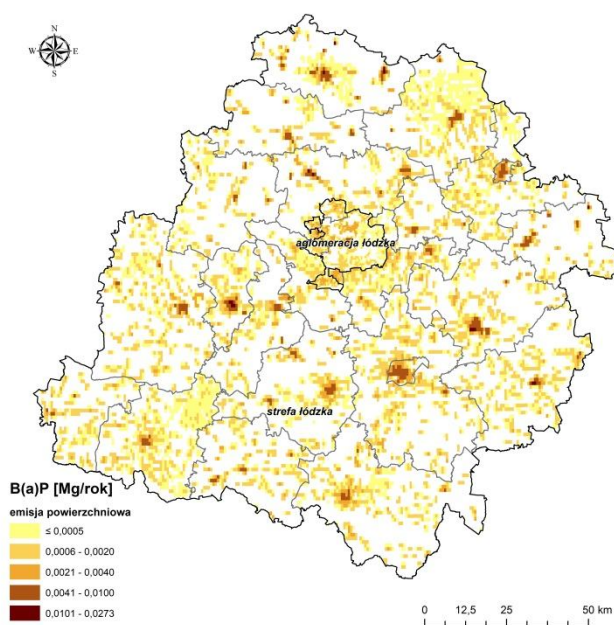 N
W E
S
aglomeracja łódzka
strefa łódzka
B(a)P [Mg/rok]
emisja powierzchniowa
≤ 0,0005
0,0006 - 0,0020
0,0021 - 0,0040
0,0041 - 0,0100
0,0101 - 0,0273
0 12,5 25 50 km